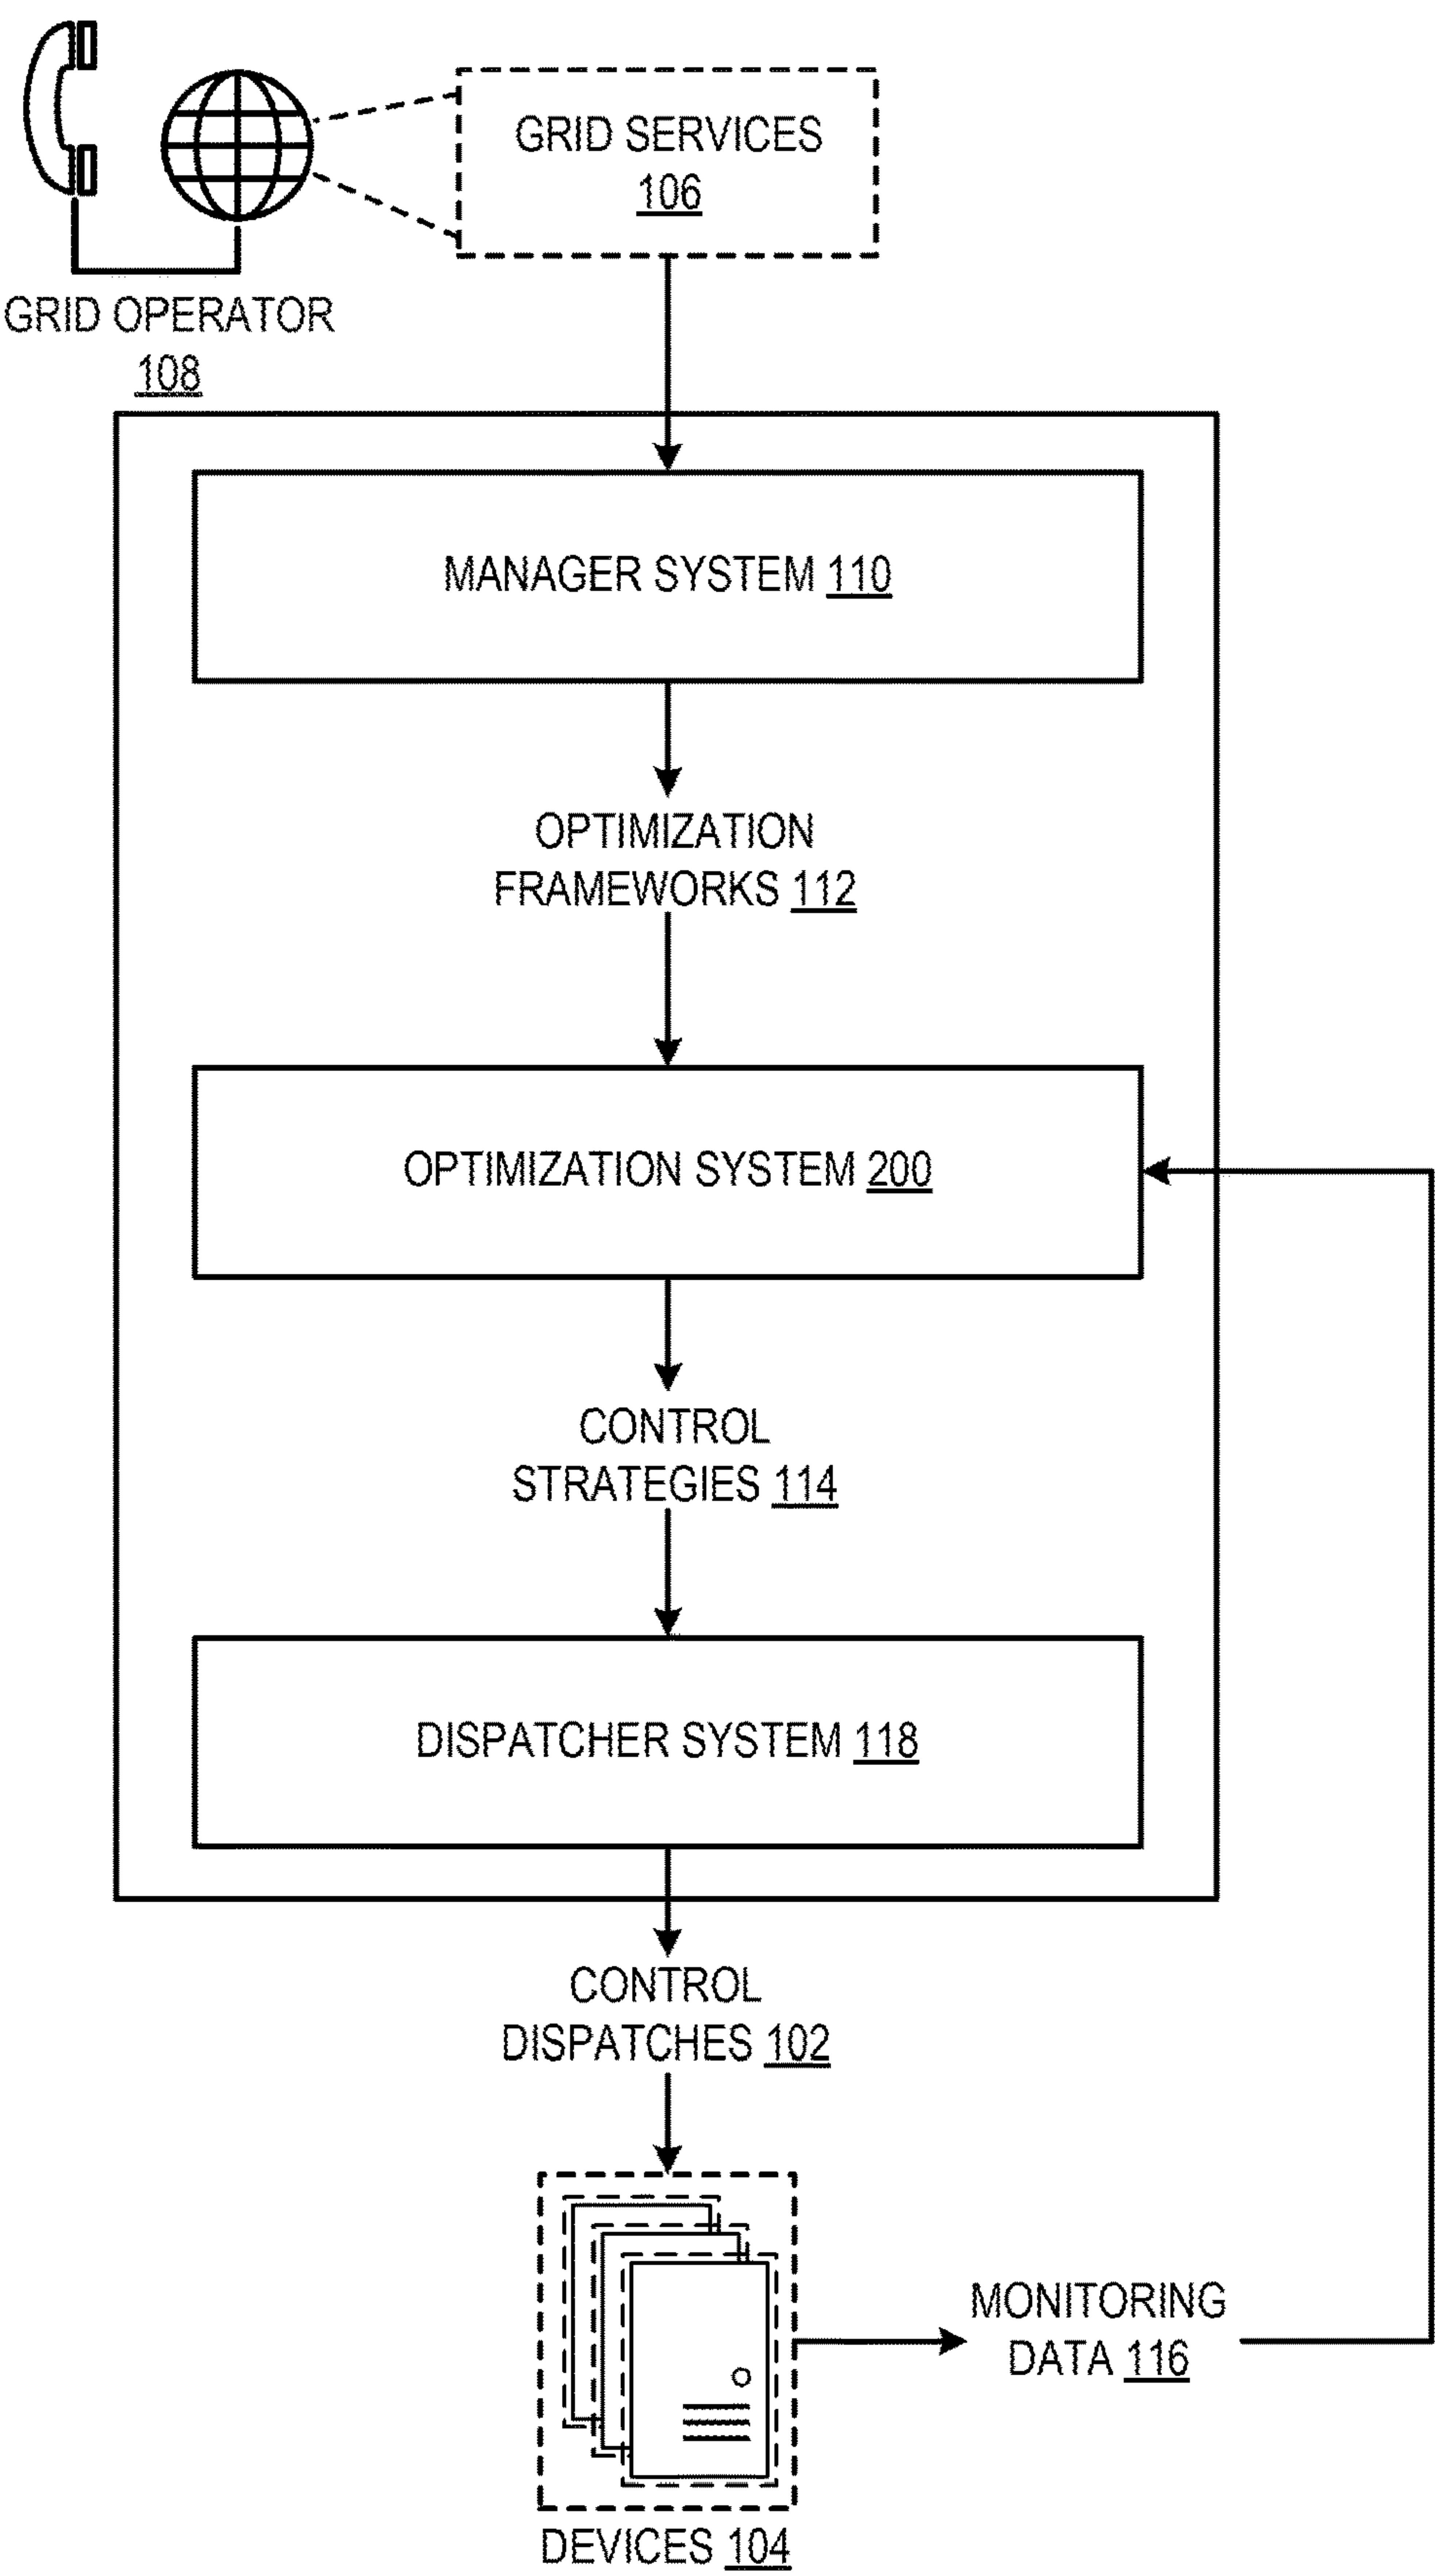 GRID SERVICES
106
GRID OPERATOR
108
MANAGER SYSTEM 110
OPTIMIZATION
FRAMEWORKS 112
OPTIMIZATION SYSTEM 200
CONTROL
STRATEGIES 114
DISPATCHER SYSTEM 118
CONTROL
DISPATCHES 102
MONITORING
DATA 116
DEVICES 104